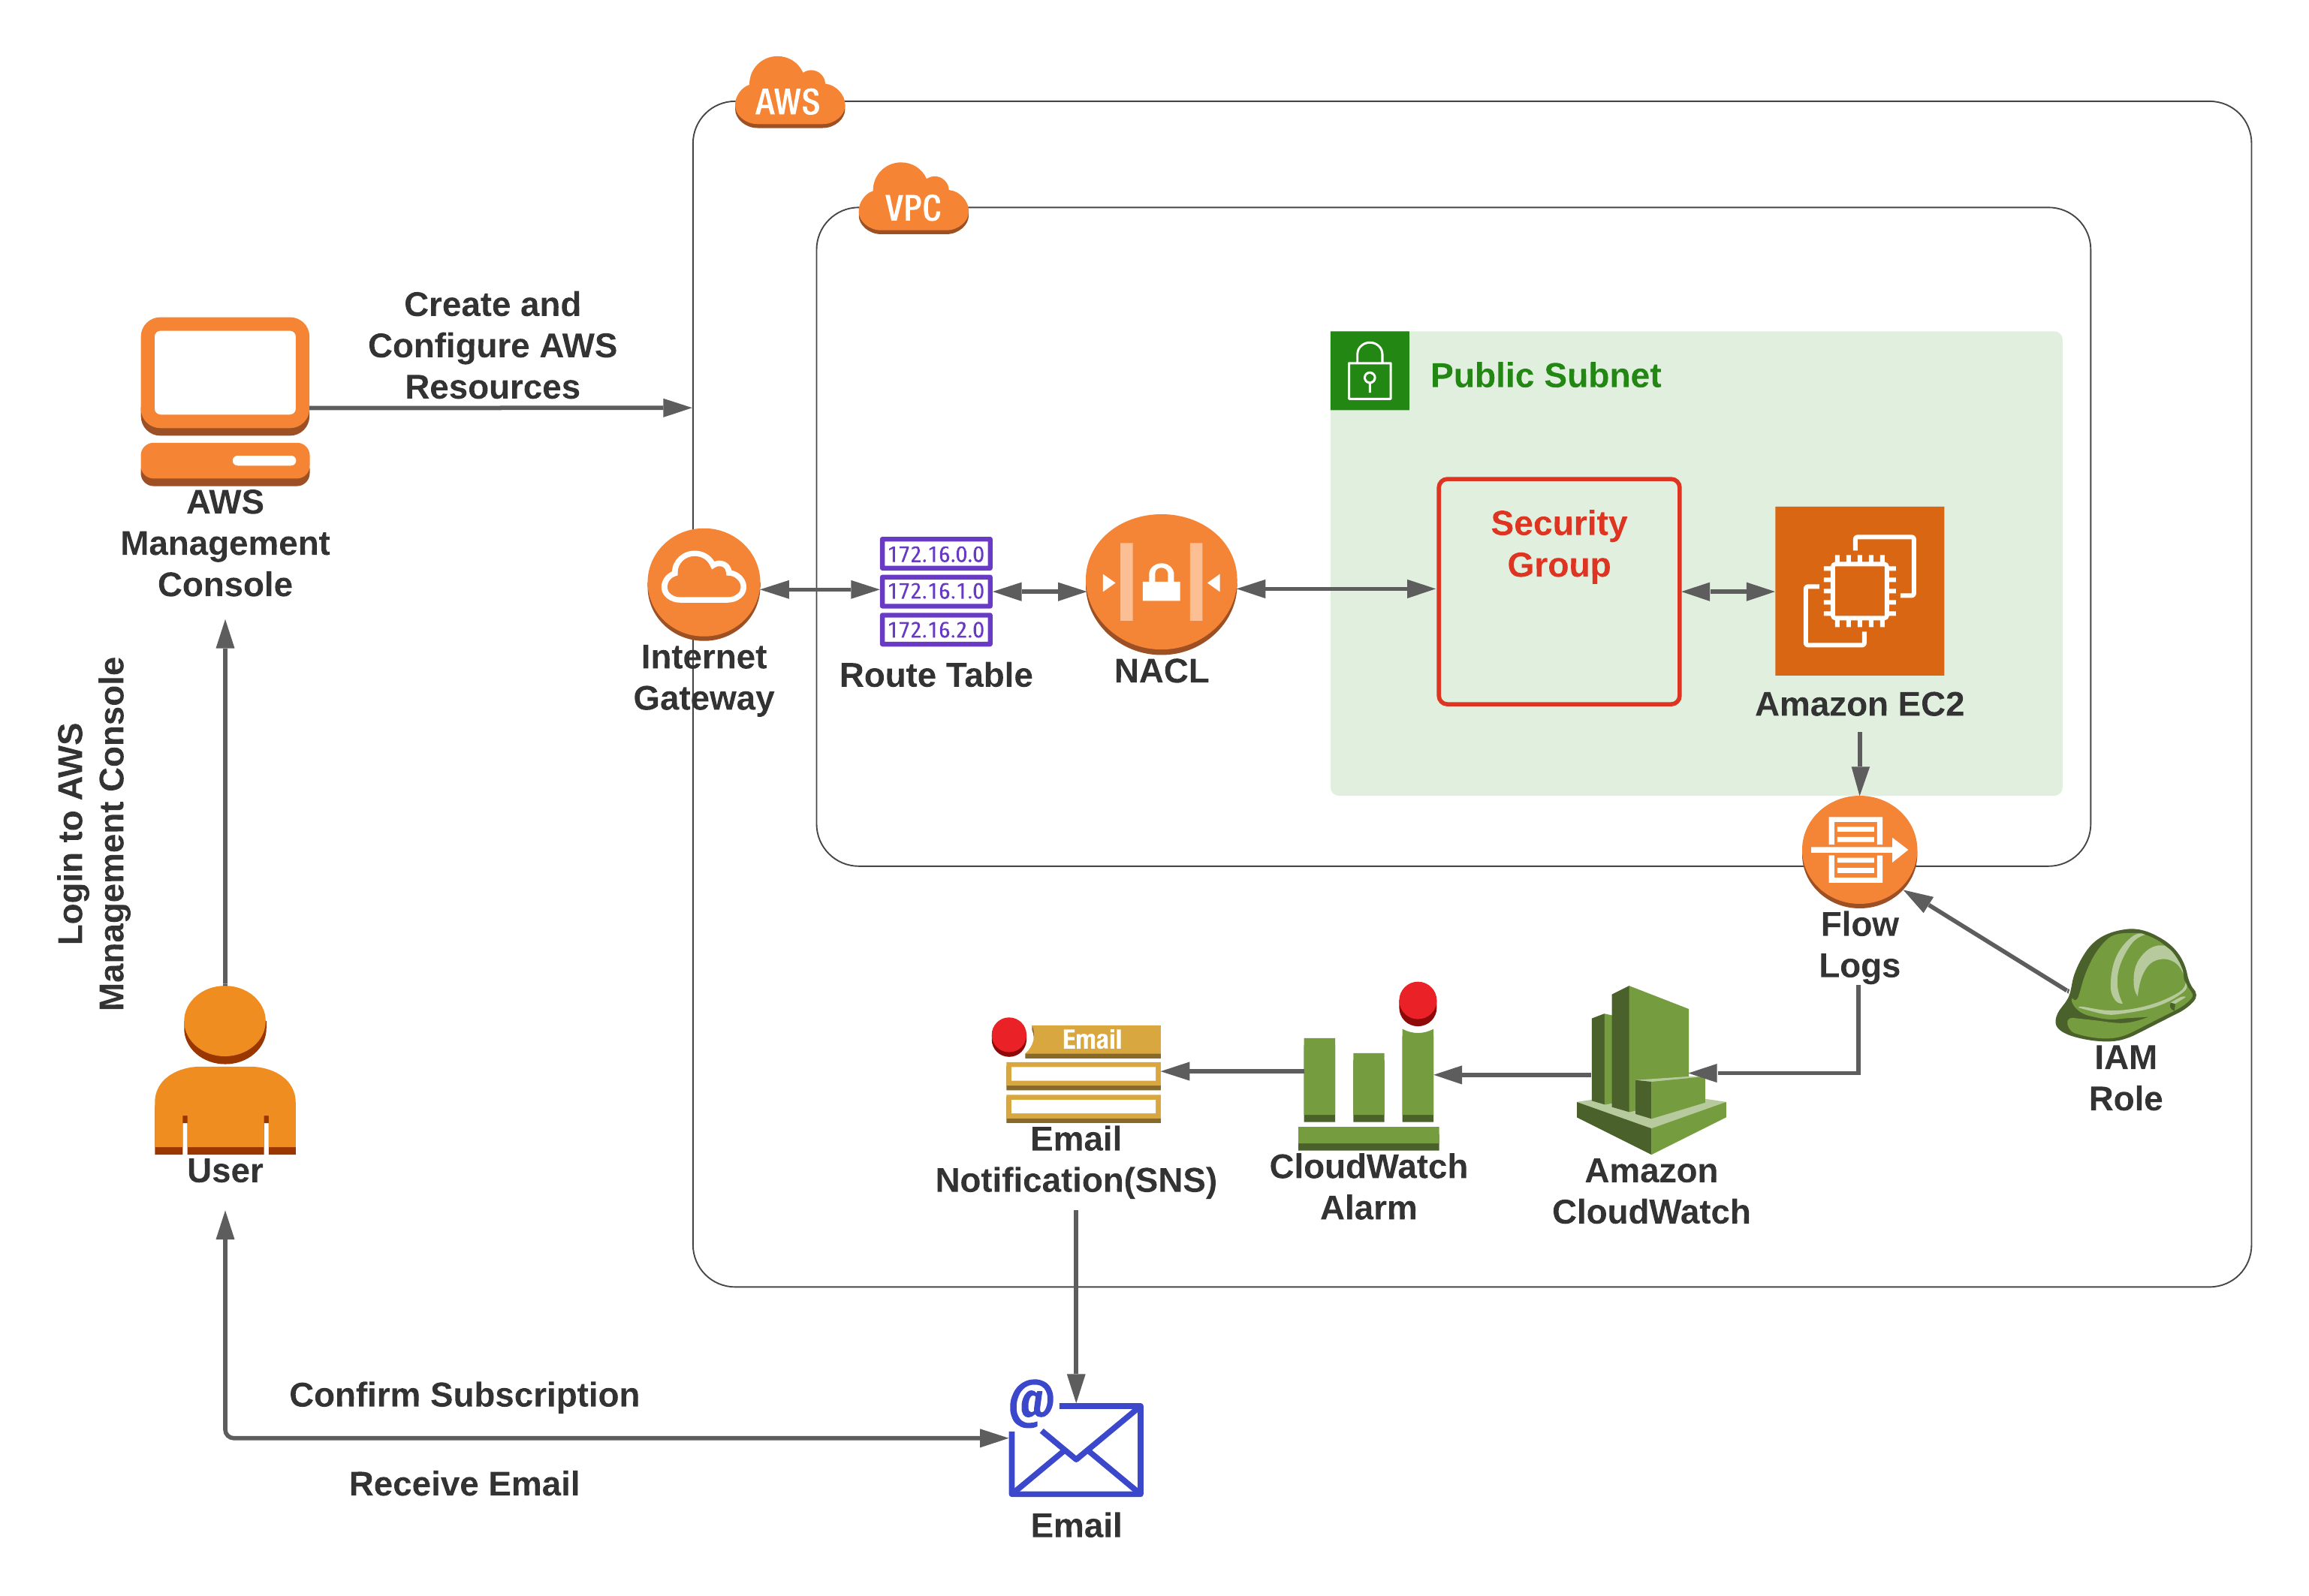 AWS
VPC
Create and
Configure AWS
Resources
Public Subnet
AWS
Management
Console
Security
Group
172.16.0.0
172.16.1.0
172.16.2.0
Internet
Gateway
Route Table
NACL
Amazon EC2
Login to AWS
Management Console
Flow
Logs
IAM
Role
Email
Email
Notification(SNS)
CloudWatch
Alarm
Amazon
CloudWatch
User
Confirm Subscription
Receive Email
@
Email